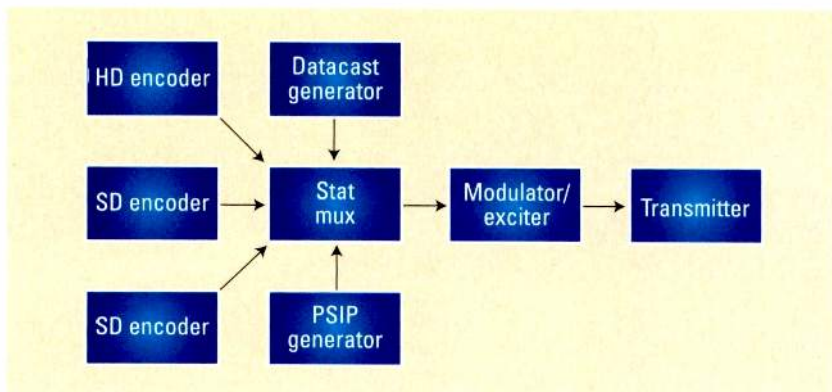 HD encoder
Datacast
generator
SD encoder
Stat
mux
Modulator/
exciter
Transmitter
SD encoder
PSIP
generator